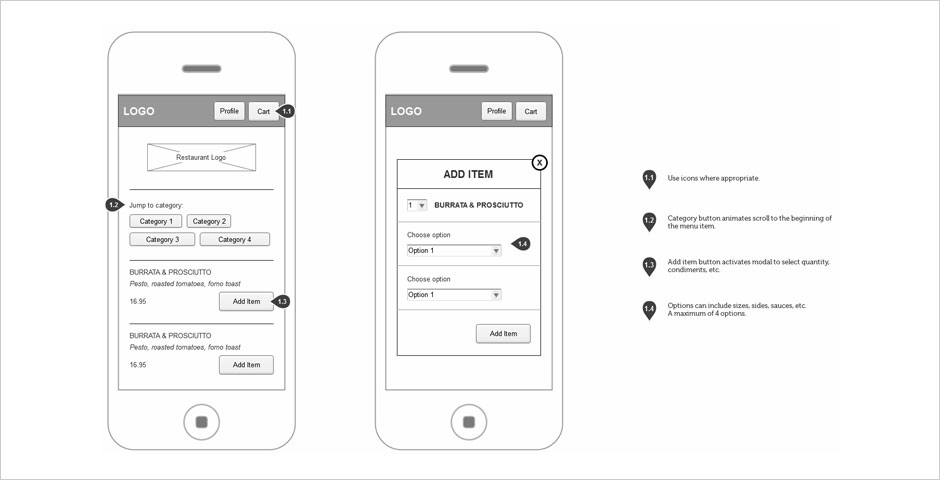 LOGO
Profile
Cart
1.1
Restaurant Logo
1.2
Jump to category:
Category 1
Category 2
Category 3
Category 4
BURRATA & PROSCIUTTO
Pesto, roasted tomatoes, forno toast
16.95
Add Item
1.3
BURRATA & PROSCIUTTO
Pesto, roasted tomatoes, forno toast
16.95
Add Item
LOGO
Profile
Cart
X
ADD ITEM
1
BURRATA & PROSCIUTTO
Choose option
Option 1
1.4
Choose option
Option 1
Add Item
1.1
Use icons where appropriate.
1.2
Category button animates scroll to the beginning of
the menu item.
1.3
Add item button activates modal to select quantity,
condiments, etc.
1.4
Options can include sizes, sides, sauces, etc.
A maximum of 4 options.